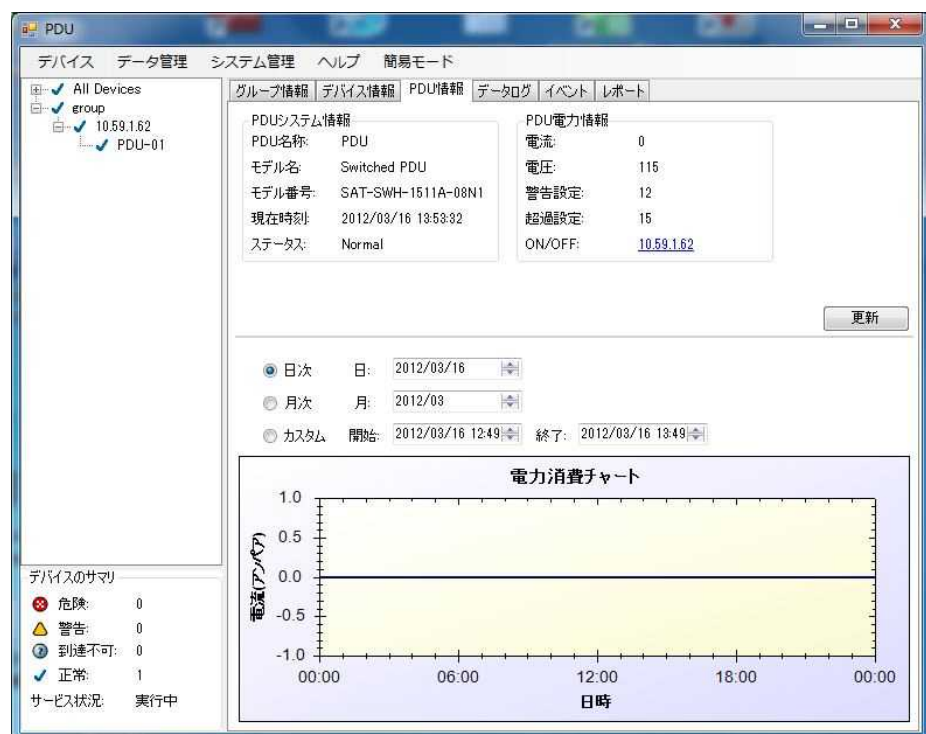 PDU
デバイス データ管理 システム管理 ヘルプ 簡易モード
All Devices
group
10.59.1.62
PDU-01
グループ情報 デバイス情報 PDU情報 データログ イベント レポート
PDUシステム情報
PDU名称: PDU
モデル名: Switched PDU
モデル番号: SAT-SWH-1511A-08N1
現在時刻: 2012/03/16 13:53:32
ステータス: Normal
PDU電力情報
電流: 0
電圧: 115
警告設定: 12
超過設定: 15
ON/OFF: 10.59.1.62
更新
日次 日: 2012/03/16
月次 月: 2012/03
カスタム 開始: 2012/03/16 12:49 終了: 2012/03/16 13:49
電力消費チャート
1.0
0.5
0.0
-0.5
-1.0
電流(アンペア)
00:00 06:00 12:00 18:00 00:00
日時
デバイスのサマリ
危険: 0
警告: 0
到達不可: 0
正常: 1
サービス状況: 実行中